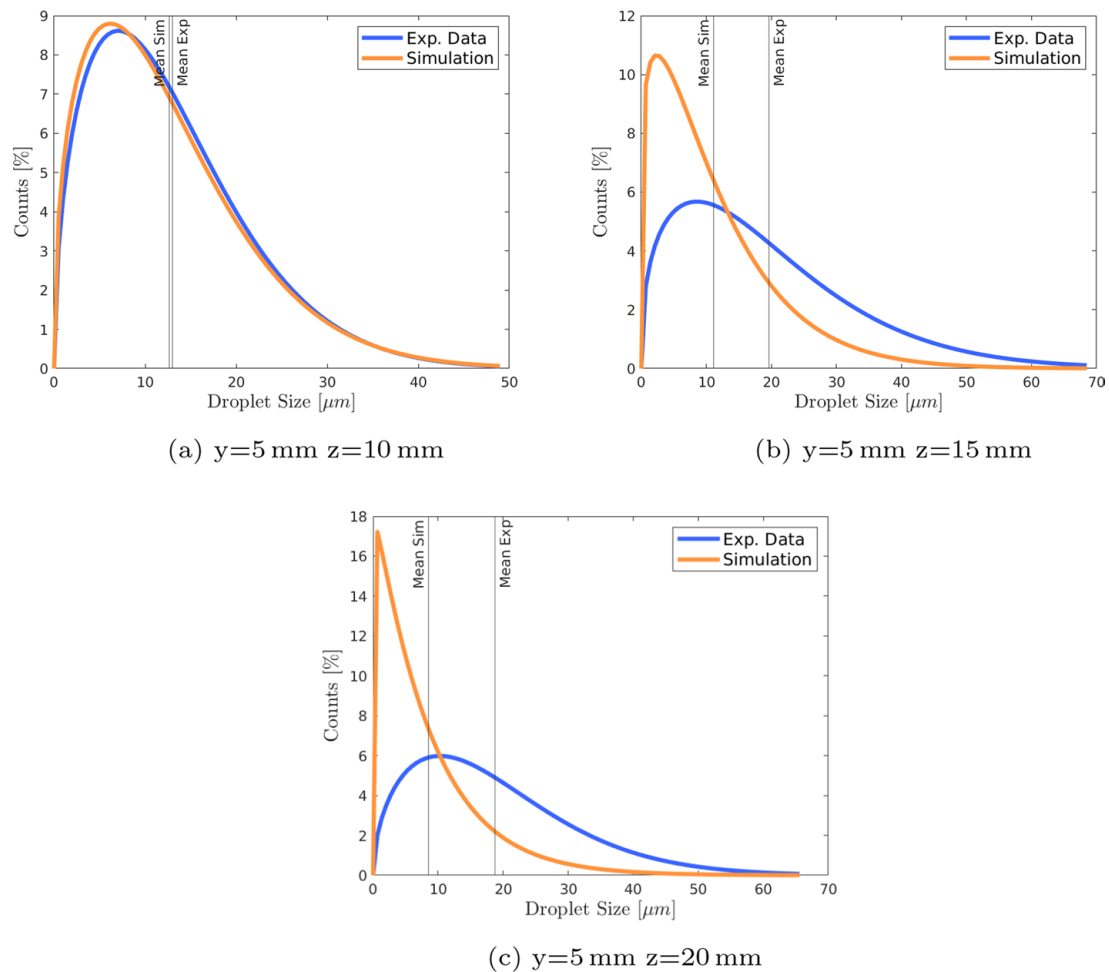 9
8
7
6
5
4
3
2
1
0
Counts [%]
Mean Sim
Mean Exp
Exp. Data
Simulation
0 10 20 30 40 50
Droplet Size [μm]
(a) y=5 mm z=10 mm
12
10
8
6
4
2
0
Counts [%]
Mean Sim
Mean Exp
Exp. Data
Simulation
0 10 20 30 40 50 60 70
Droplet Size [μm]
(b) y=5 mm z=15 mm
18
16
14
12
10
8
6
4
2
0
Counts [%]
Mean Sim
Mean Exp
Exp. Data
Simulation
0 10 20 30 40 50 60 70
Droplet Size [μm]
(c) y=5 mm z=20 mm